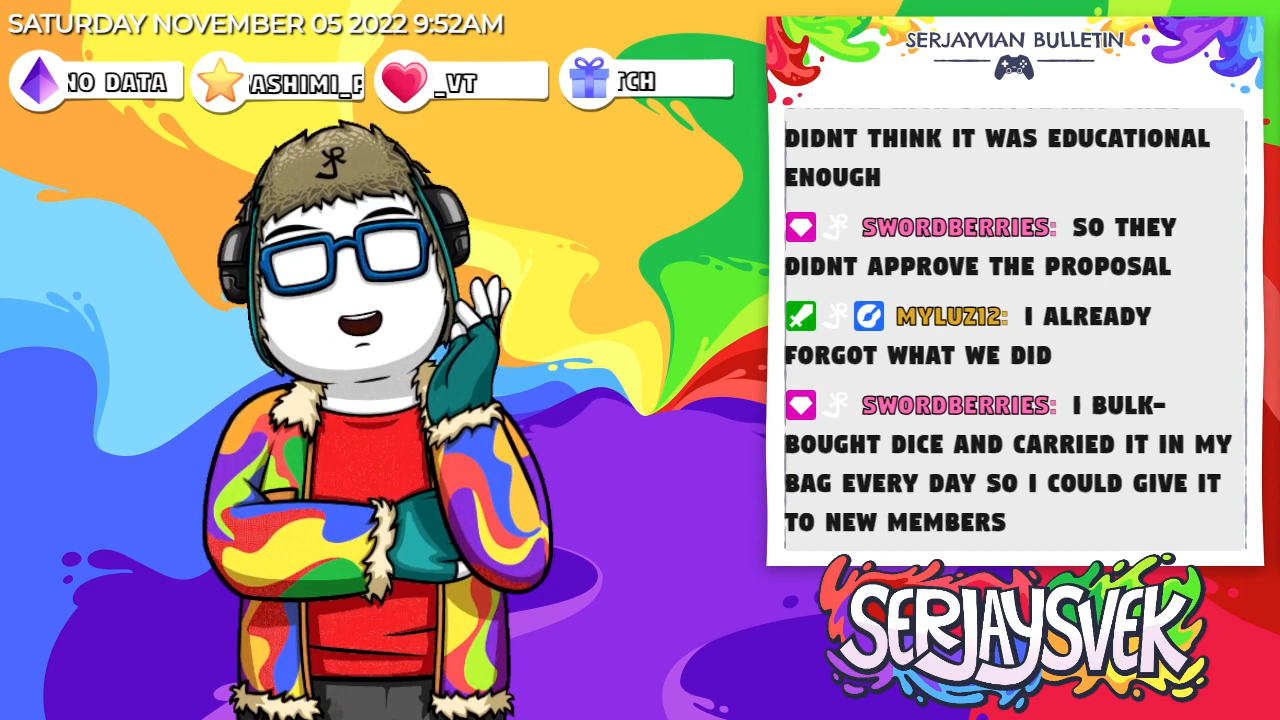 SATURDAY NOVEMBER 05 2022 9:52AM
NO DATA
ASHIMI_
_VT
TCH
SERJAYVIAN BULLETIN
DIDNT THINK IT WAS EDUCATIONAL
ENOUGH
SWORDBERRIES: SO THEY
DIDNT APPROVE THE PROPOSAL
MYLUZ12: I ALREADY
FORGOT WHAT WE DID
SWORDBERRIES: I BULK-
BOUGHT DICE AND CARRIED IT IN MY
BAG EVERY DAY SO I COULD GIVE IT
TO NEW MEMBERS
SERJAYSVEK